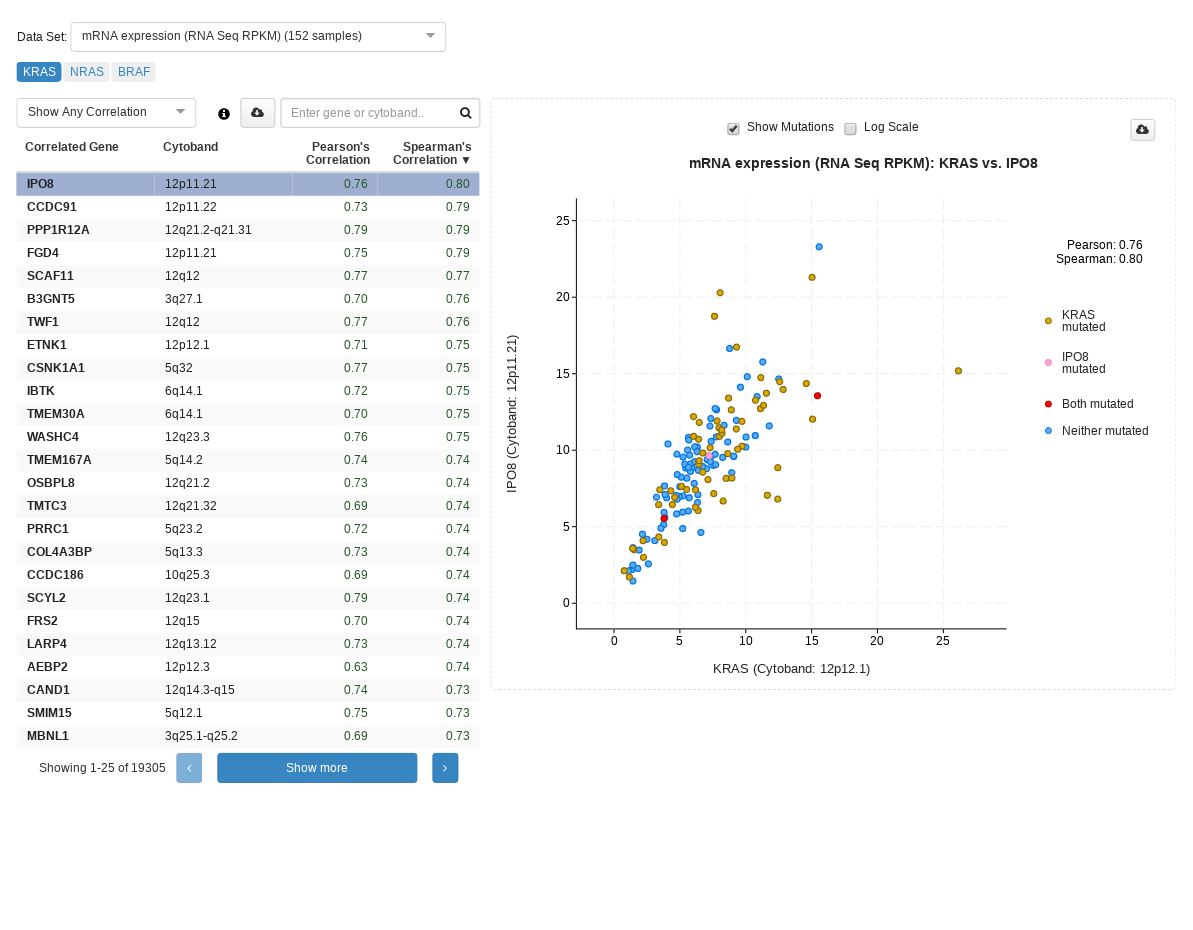 Data Set: mRNA expression (RNA Seq RPKM) (152 samples)
KRAS NRAS BRAF
Show Any Correlation Enter gene or cytoband..
Correlated Gene Cytoband Pearson's Correlation Spearman's Correlation ▼
IPO8 12p11.21 0.76 0.80
CCDC91 12p11.22 0.73 0.79
PPP1R12A 12q21.2-q21.31 0.79 0.79
FGD4 12p11.21 0.75 0.79
SCAF11 12q12 0.77 0.77
B3GNT5 3q27.1 0.70 0.76
TWF1 12q12 0.77 0.76
ETNK1 12p12.1 0.71 0.75
CSNK1A1 5q32 0.77 0.75
IBTK 6q14.1 0.72 0.75
TMEM30A 6q14.1 0.70 0.75
WASHC4 12q23.3 0.76 0.75
TMEM167A 5q14.2 0.74 0.74
OSBPL8 12q21.2 0.73 0.74
TMTC3 12q21.32 0.69 0.74
PRRC1 5q23.2 0.72 0.74
COL4A3BP 5q13.3 0.73 0.74
CCDC186 10q25.3 0.69 0.74
SCYL2 12q23.1 0.79 0.74
FRS2 12q15 0.70 0.74
LARP4 12q13.12 0.73 0.74
AEBP2 12p12.3 0.63 0.74
CAND1 12q14.3-q15 0.74 0.73
SMIM15 5q12.1 0.75 0.73
MBNL1 3q25.1-q25.2 0.69 0.73
Showing 1-25 of 19305 ‹ Show more ›
Show Mutations Log Scale
mRNA expression (RNA Seq RPKM): KRAS vs. IPO8
25
20
15
10
5
0
IPO8 (Cytoband: 12p11.21)
0 5 10 15 20 25
KRAS (Cytoband: 12p12.1)
Pearson: 0.76
Spearman: 0.80
KRAS
mutated
IPO8
mutated
Both mutated
Neither mutated